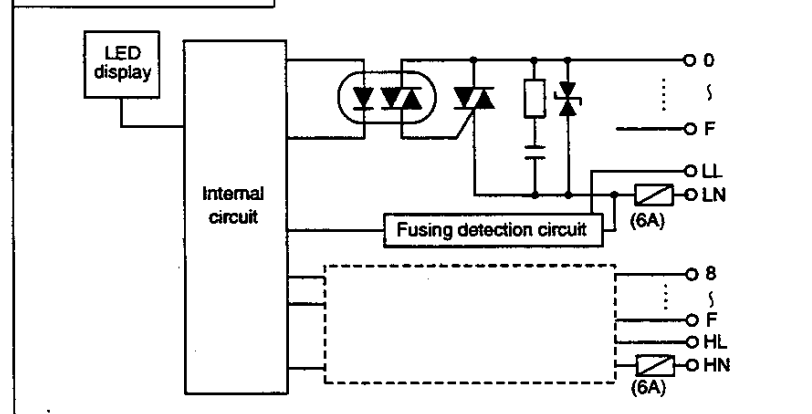 LED
display
0
F
LL
LN
(6A)
Internal
circuit
Fusing detection circuit
8
F
HL
HN
(6A)